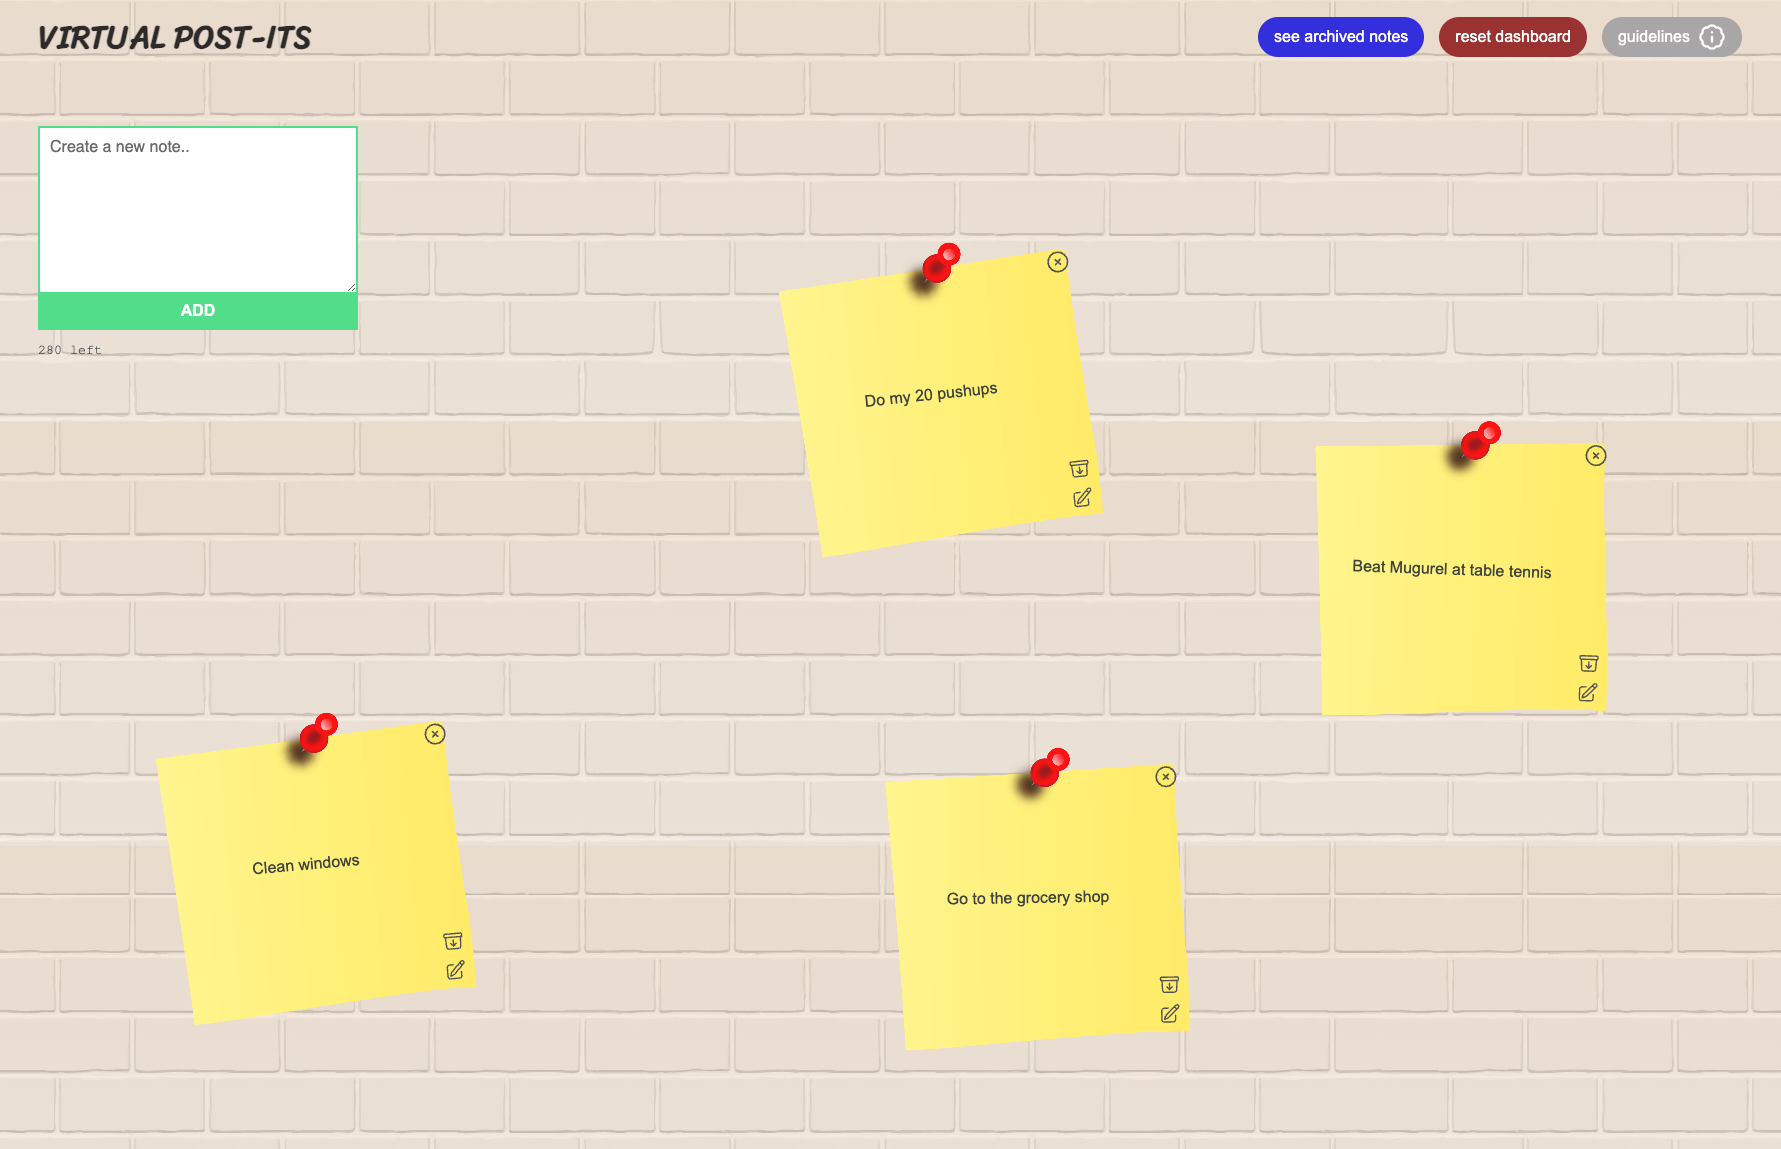 VIRTUAL POST-ITS
see archived notes
reset dashboard
guidelines
Create a new note..
ADD
280 left
Do my 20 pushups
Beat Mugurel at table tennis
Clean windows
Go to the grocery shop